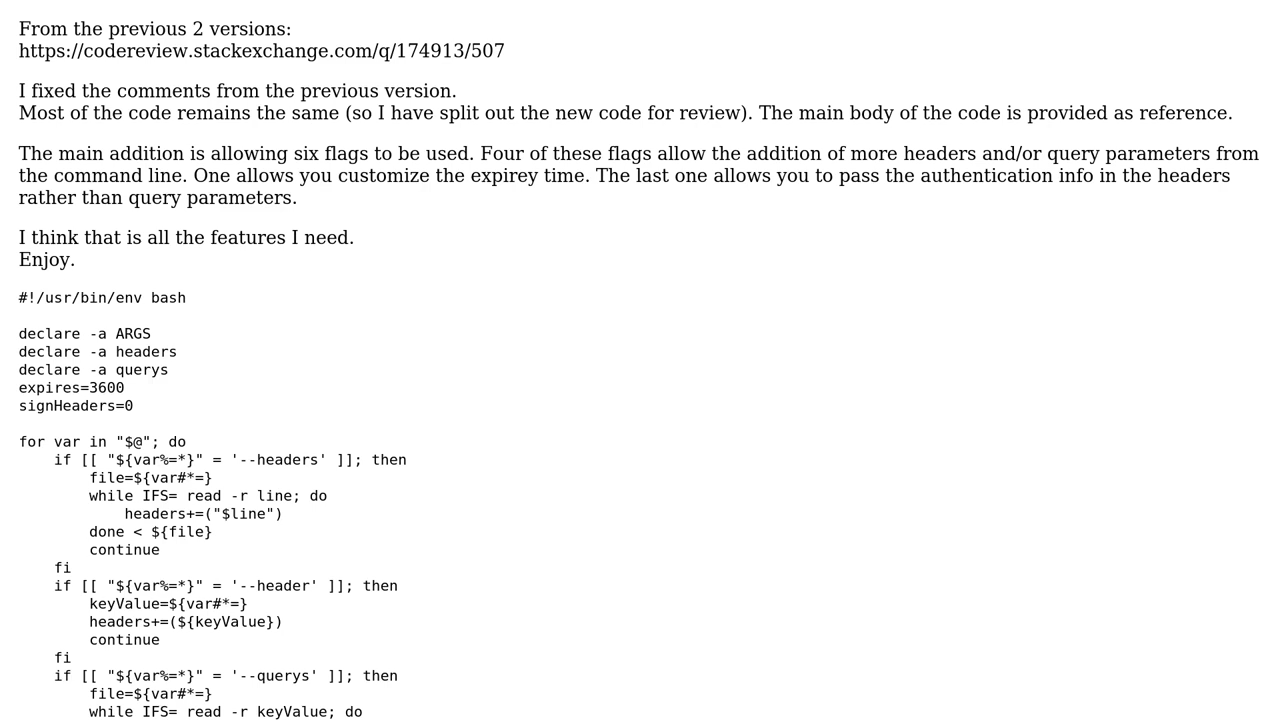 From the previous 2 versions:
https://codereview.stackexchange.com/q/174913/507
I fixed the comments from the previous version.
Most of the code remains the same (so I have split out the new code for review). The main body of the code is provided as reference.
The main addition is allowing six flags to be used. Four of these flags allow the addition of more headers and/or query parameters from
the command line. One allows you customize the expirey time. The last one allows you to pass the authentication info in the headers
rather than query parameters.
I think that is all the features I need.
Enjoy.
#!/usr/bin/env bash
declare -a ARGS
declare -a headers
declare -a querys
expires=3600
signHeaders=0
for var in "$@"; do
    if [[ "${var%=*}" = '--headers' ]]; then
        file=${var#*=}
        while IFS= read -r line; do
            headers+=("$line")
        done < ${file}
        continue
    fi
    if [[ "${var%=*}" = '--header' ]]; then
        keyValue=${var#*=}
        headers+=(${keyValue})
        continue
    fi
    if [[ "${var%=*}" = '--querys' ]]; then
        file=${var#*=}
        while IFS= read -r keyValue; do